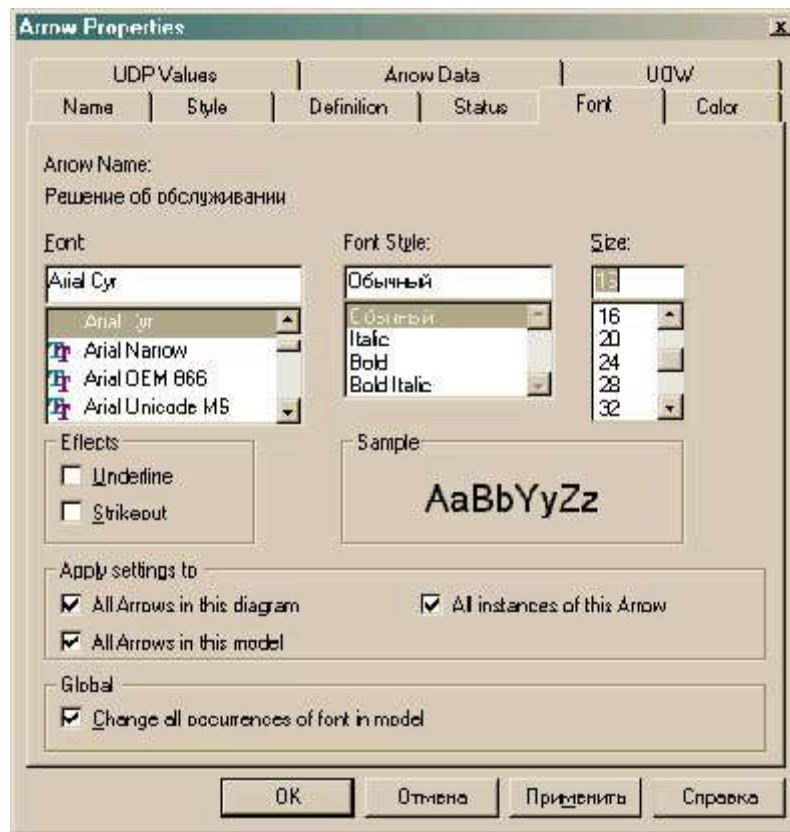 Arrow Properties x
UDP Values Arrow Data UOW
Name Style Definition Status Font Color
Arrow Name:
Решение об обслуживании
Font Font Style: Size:
Arial Cyr Обычный
Arial Cyr Обычный 16
Arial Narrow Italic 20
Arial OEM 866 Bold 24
Arial Unicode MS Bold Italic 28
32
Effects Sample
Underline
Strikeout
AaBbYyZz
Apply settings to
All Arrows in this diagram All instances of this Arrow
All Arrows in this model
Global
Change all occurrences of font in model
OK Отмена Применить Справка